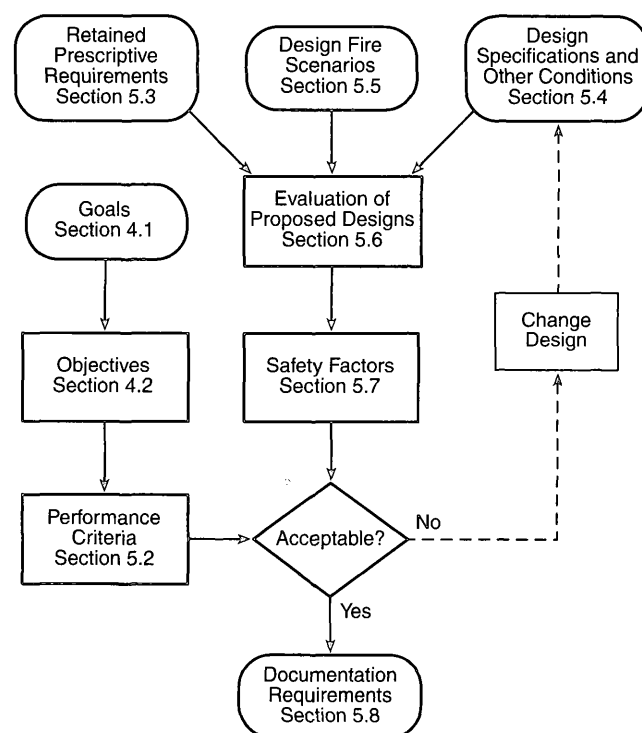 Retained
Prescriptive
Requirements
Section 5.3
Design Fire
Scenarios
Section 5.5
Design
Specifications and
Other Conditions
Section 5.4
Goals
Section 4.1
Evaluation of
Proposed Designs
Section 5.6
Objectives
Section 4.2
Safety Factors
Section 5.7
Change
Design
Performance
Criteria
Section 5.2
Acceptable?
No
Yes
Documentation
Requirements
Section 5.8